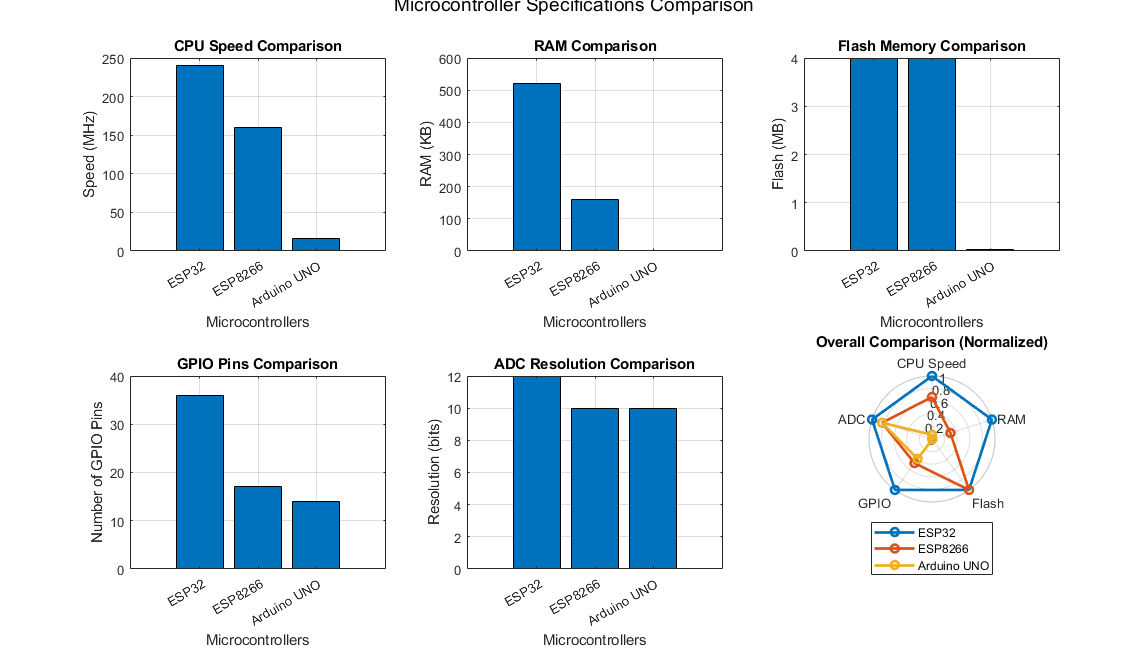 Microcontroller Specifications Comparison
CPU Speed Comparison
Speed (MHz)
250
200
150
100
50
0
ESP32
ESP8266
Arduino UNO
Microcontrollers
RAM Comparison
RAM (KB)
600
500
400
300
200
100
0
ESP32
ESP8266
Arduino UNO
Microcontrollers
Flash Memory Comparison
Flash (MB)
4
3
2
1
0
ESP32
ESP8266
Arduino UNO
Microcontrollers
GPIO Pins Comparison
Number of GPIO Pins
40
30
20
10
0
ESP32
ESP8266
Arduino UNO
Microcontrollers
ADC Resolution Comparison
Resolution (bits)
12
10
8
6
4
2
0
ESP32
ESP8266
Arduino UNO
Microcontrollers
Overall Comparison (Normalized)
CPU Speed
1
0.8
0.6
0.4
0.2
ADC
RAM
GPIO
Flash
ESP32
ESP8266
Arduino UNO